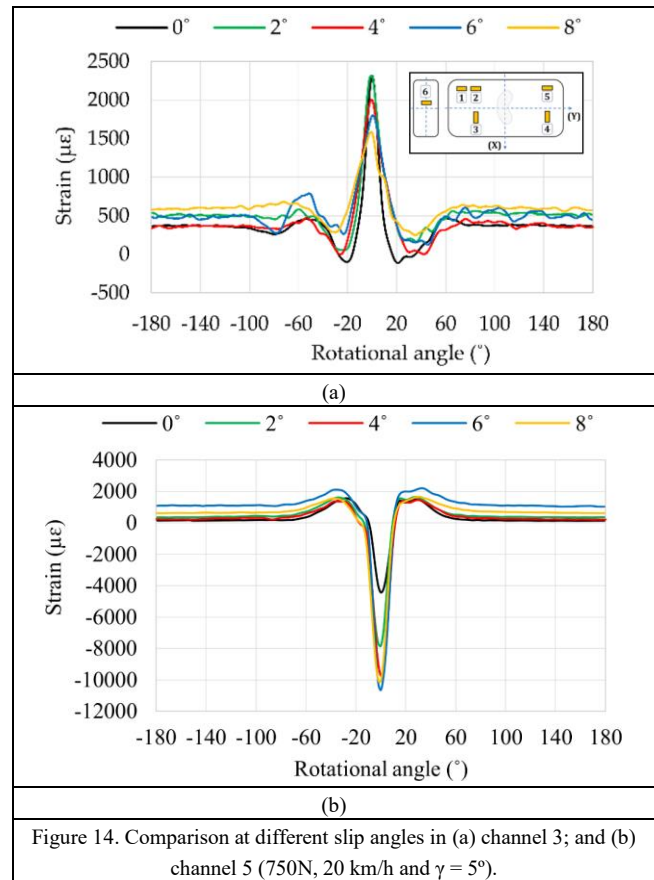 0° 2° 4° 6° 8°
2500
2000
1500
1000
500
0
-500
Strain (με)
6
1 2 5
(Y)
3 4
(X)
-180 -140 -100 -60 -20 20 60 100 140 180
Rotational angle (°)
(a)
0° 2° 4° 6° 8°
4000
2000
0
-2000
-4000
-6000
-8000
-10000
-12000
Strain (με)
-180 -140 -100 -60 -20 20 60 100 140 180
Rotational angle (°)
(b)
Figure 14. Comparison at different slip angles in (a) channel 3; and (b)
channel 5 (750N, 20 km/h and γ = 5º).